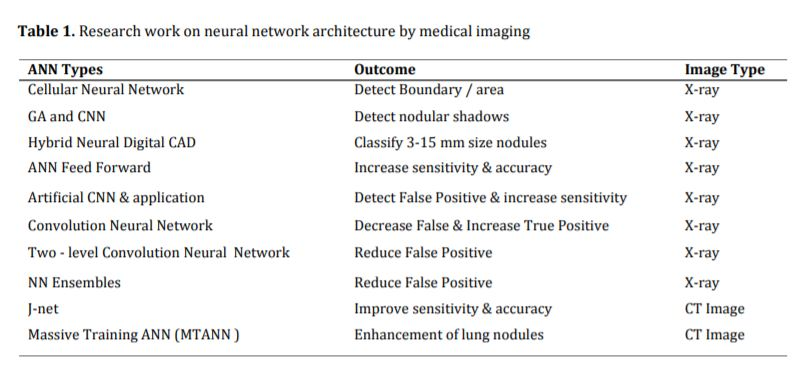 Table 1. Research work on neural network architecture by medical imaging
ANN Types Outcome Image Type
Cellular Neural Network Detect Boundary / area X-ray
GA and CNN Detect nodular shadows X-ray
Hybrid Neural Digital CAD Classify 3-15 mm size nodules X-ray
ANN Feed Forward Increase sensitivity & accuracy X-ray
Artificial CNN & application Detect False Positive & increase sensitivity X-ray
Convolution Neural Network Decrease False & Increase True Positive X-ray
Two - level Convolution Neural Network Reduce False Positive X-ray
NN Ensembles Reduce False Positive X-ray
J-net Improve sensitivity & accuracy CT Image
Massive Training ANN (MTANN ) Enhancement of lung nodules CT Image